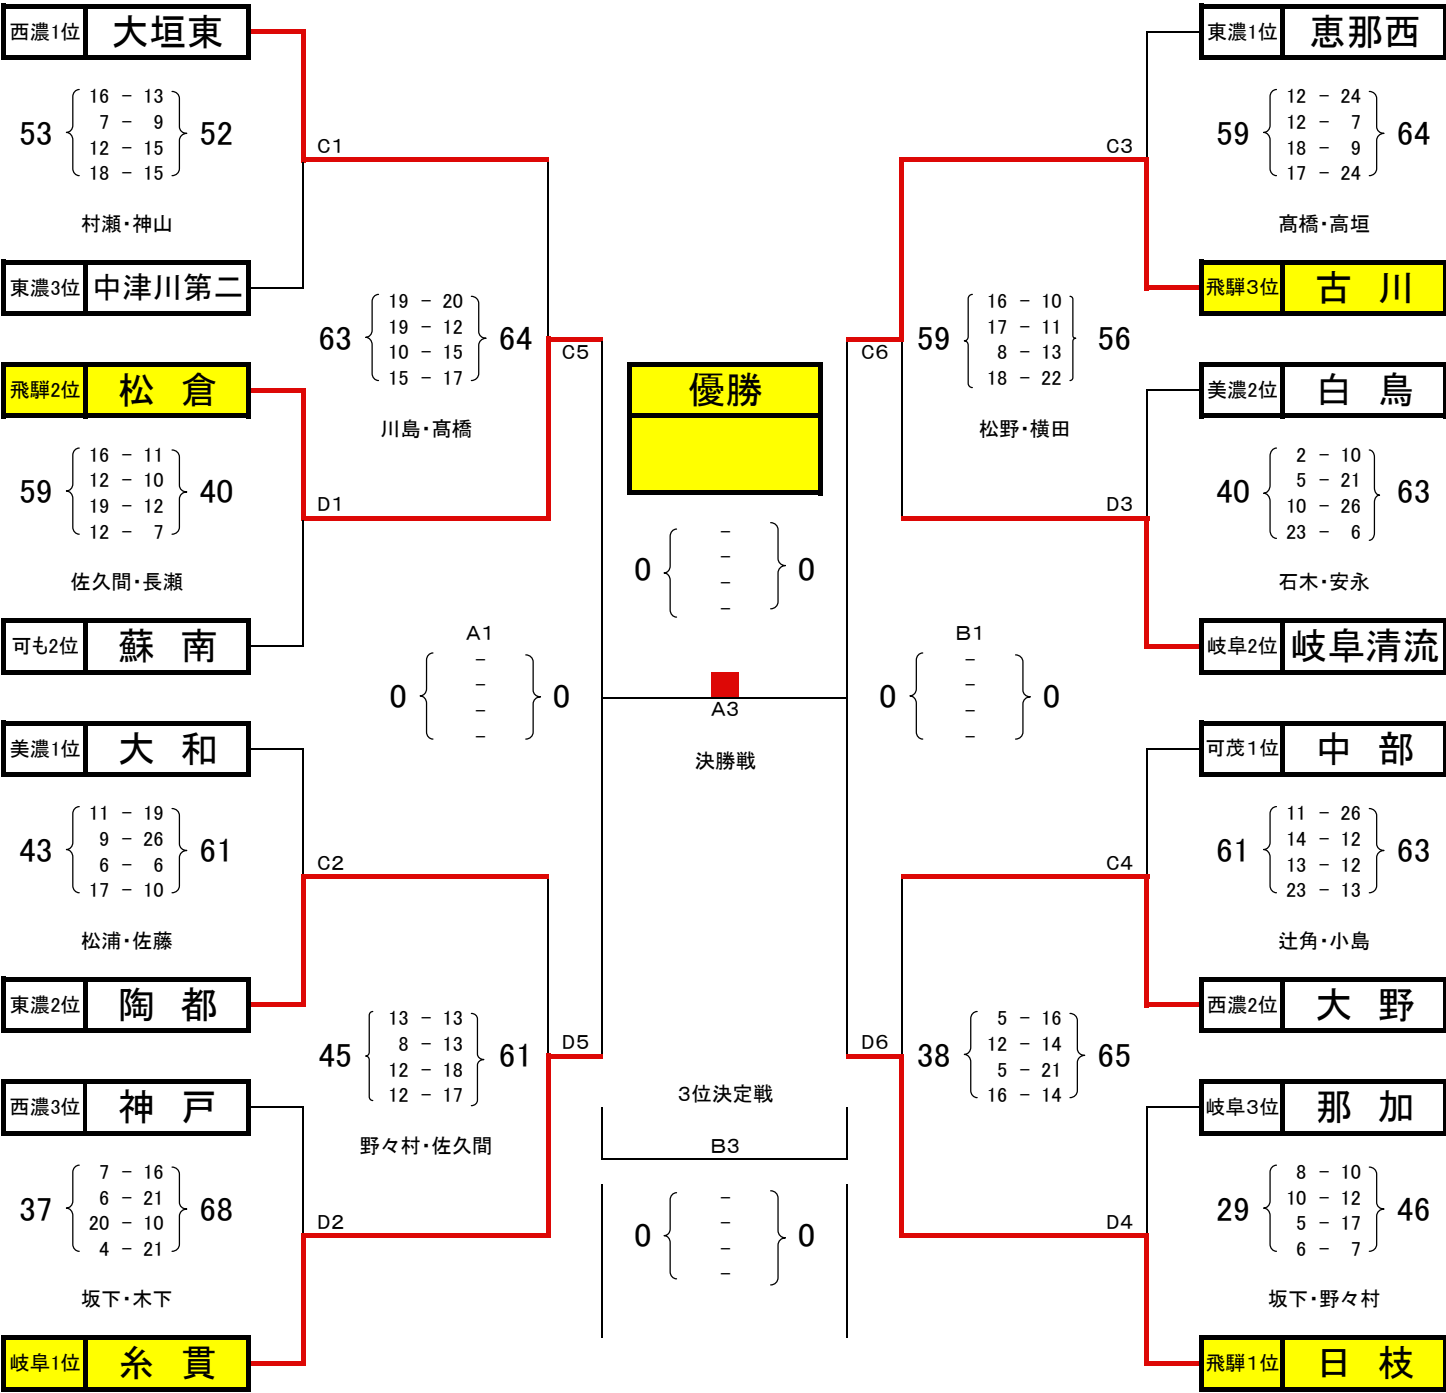 西濃1位 大垣東
53 52
16 - 13
7 - 9
12 - 15
18 - 15
村瀬・神山
東濃3位 中津川第二
C1
飛騨2位 松 倉
59 40
16 - 11
12 - 10
19 - 12
12 - 7
佐久間・長瀬
可も2位 蘇 南
D1
63 64
19 - 20
19 - 12
10 - 15
15 - 17
川島・髙橋
C5
美濃1位 大 和
43 61
11 - 19
9 - 26
6 - 6
17 - 10
松浦・佐藤
東濃2位 陶 都
C2
西濃3位 神 戸
37 68
7 - 16
6 - 21
20 - 10
4 - 21
坂下・木下
岐阜1位 糸 貫
D2
45 61
13 - 13
8 - 13
12 - 18
12 - 17
野々村・佐久間
D5
A1
0 0
-
-
-
-
優勝
0 0
-
-
-
-
A3
決勝戦
3位決定戦
B3
0 0
-
-
-
-
B1
0 0
-
-
-
-
東濃1位 恵那西
59 64
12 - 24
12 - 7
18 - 9
17 - 24
髙橋・高垣
飛騨3位 古 川
C3
美濃2位 白 鳥
40 63
2 - 10
5 - 21
10 - 26
23 - 6
石木・安永
岐阜2位 岐阜清流
D3
59 56
16 - 10
17 - 11
8 - 13
18 - 22
松野・横田
C6
可茂1位 中 部
61 63
11 - 26
14 - 12
13 - 12
23 - 13
辻角・小島
西濃2位 大 野
C4
岐阜3位 那 加
29 46
8 - 10
10 - 12
5 - 17
6 - 7
坂下・野々村
飛騨1位 日 枝
D4
38 65
5 - 16
12 - 14
5 - 21
16 - 14
D6